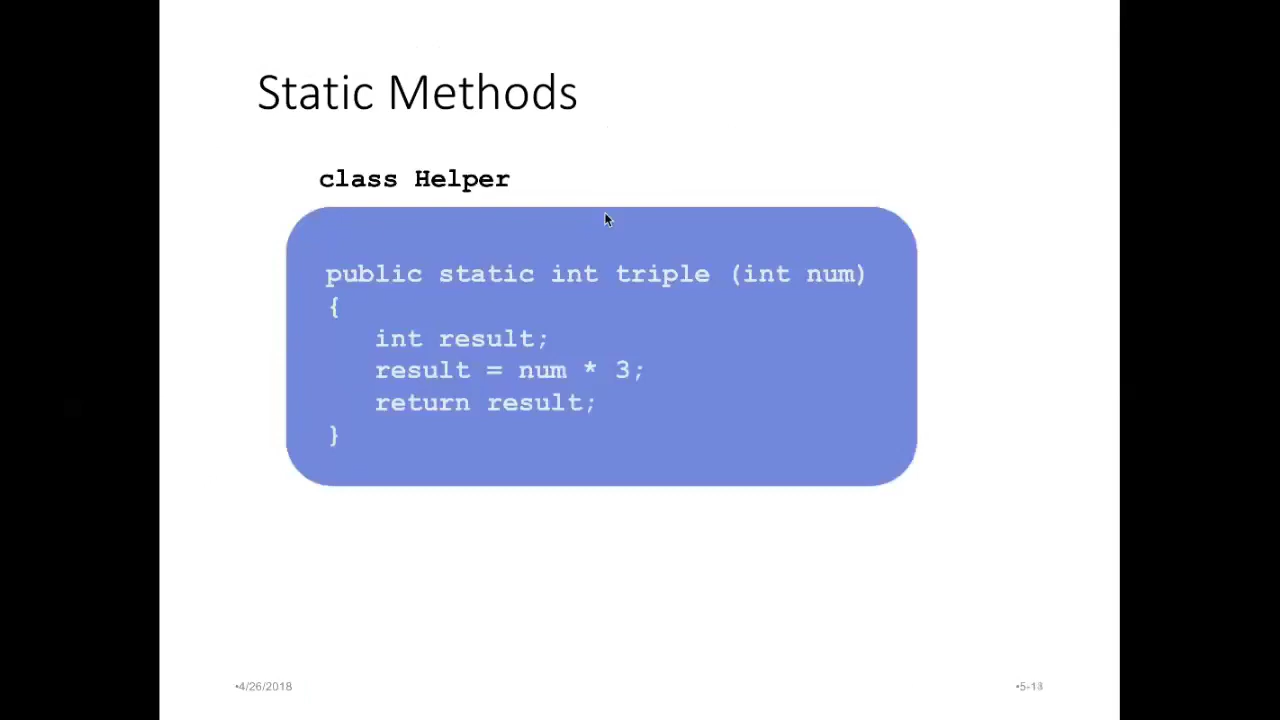 Static Methods
class Helper
public static int triple (int num)
{
int result;
result = num * 3;
return result;
}
•4/26/2018
•5-13